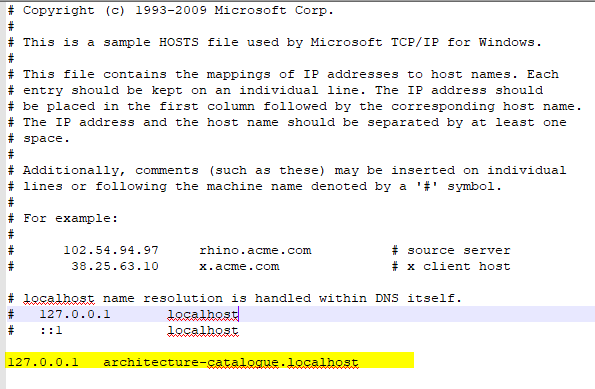 # Copyright (c) 1993-2009 Microsoft Corp.
#
# This is a sample HOSTS file used by Microsoft TCP/IP for Windows.
#
# This file contains the mappings of IP addresses to host names. Each
# entry should be kept on an individual line. The IP address should
# be placed in the first column followed by the corresponding host name.
# The IP address and the host name should be separated by at least one
# space.
#
# Additionally, comments (such as these) may be inserted on individual
# lines or following the machine name denoted by a '#' symbol.
#
# For example:
#
#      102.54.94.97     rhino.acme.com          # source server
#       38.25.63.10     x.acme.com              # x client host

# localhost name resolution is handled within DNS itself.
#   127.0.0.1       localhost
#   ::1             localhost

127.0.0.1   architecture-catalogue.localhost